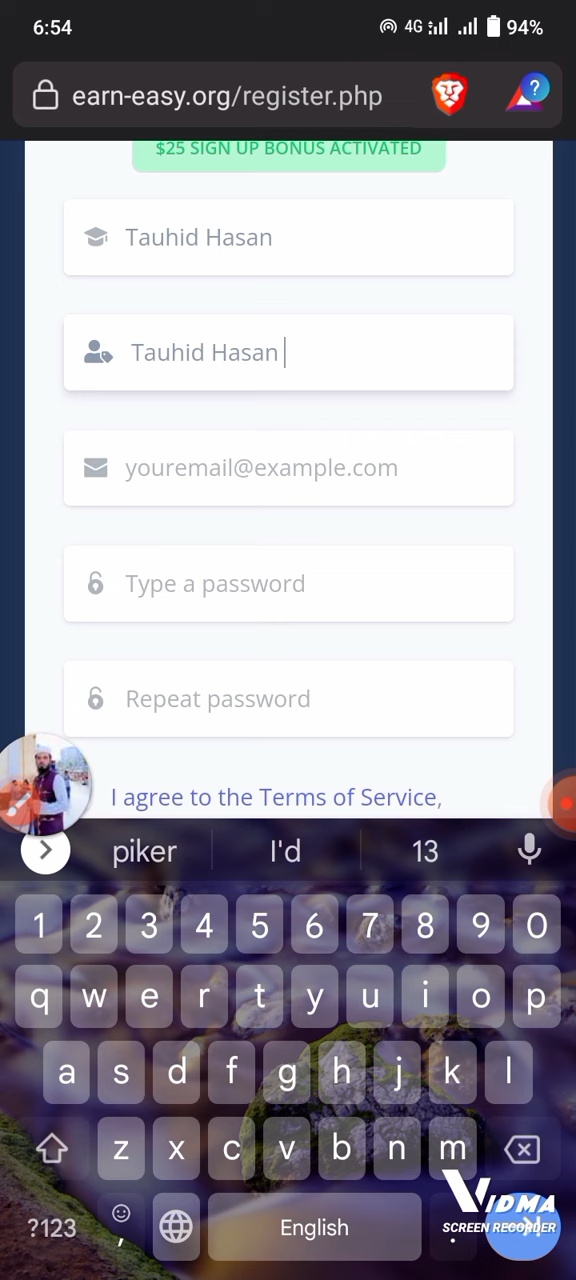 6:54
4G
94%
earn-easy.org/register.php
?
$25 SIGN UP BONUS ACTIVATED
Tauhid Hasan
Tauhid Hasan
youremail@example.com
Type a password
Repeat password
I agree to the Terms of Service,
piker I'd 13
1 2 3 4 5 6 7 8 9 0
q w e r t y u i o p
a s d f g h j k l
z x c v b n m
VIDMA
SCREEN RECORDER
?123 , English .